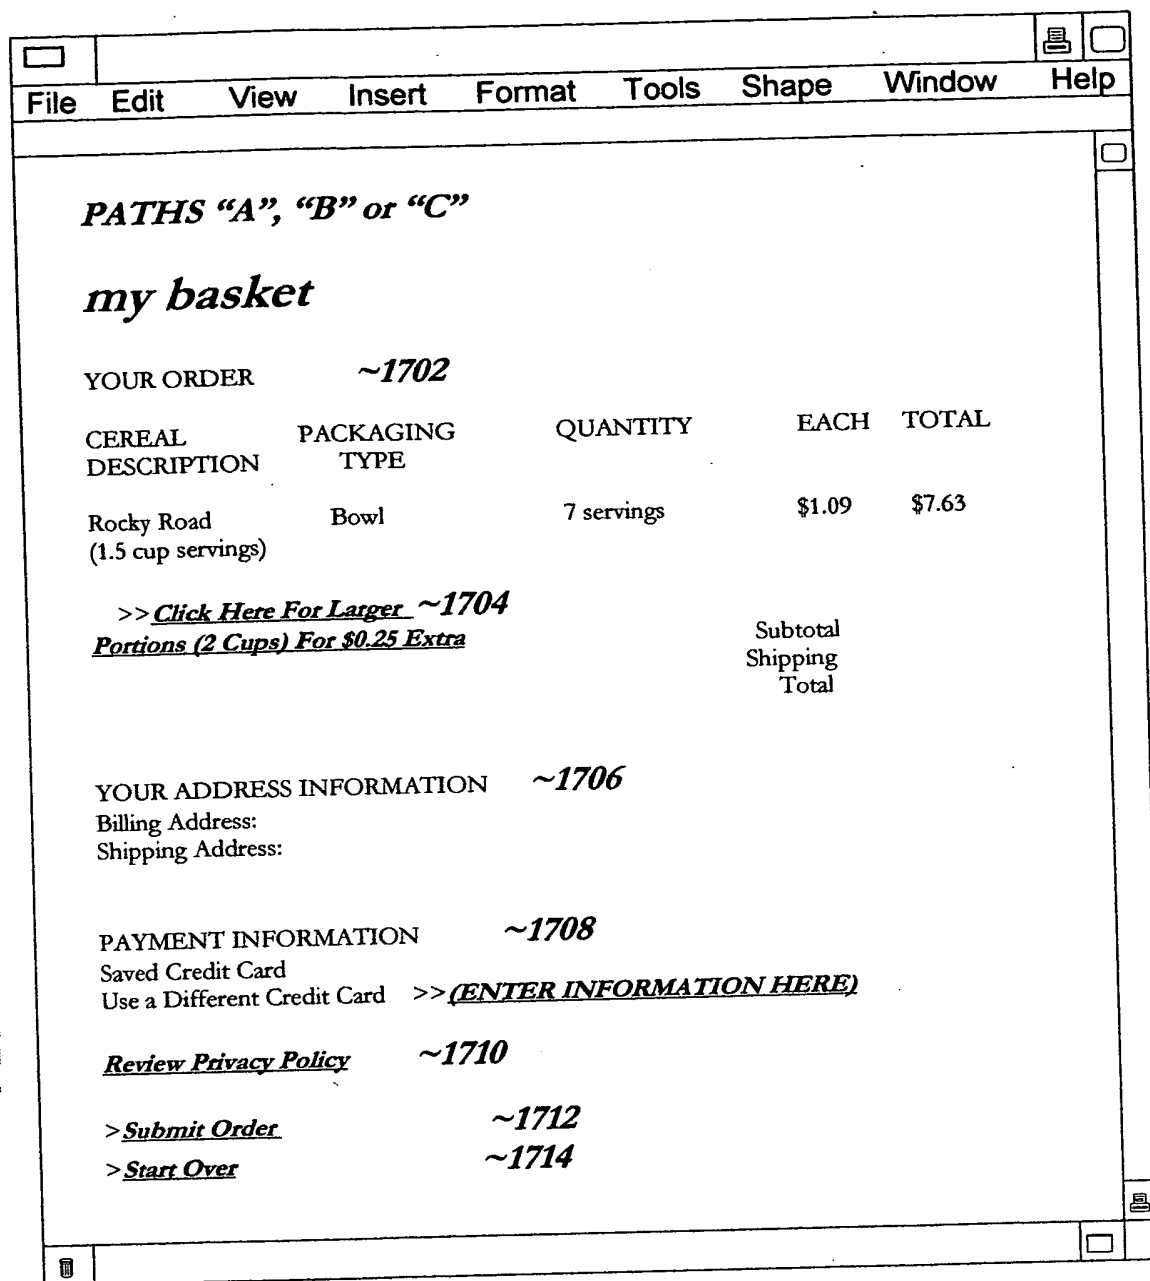 File Edit View Insert Format Tools Shape Window Help
PATHS “A”, “B” or “C”
my basket
YOUR ORDER ~1702
CEREAL PACKAGING QUANTITY EACH TOTAL
DESCRIPTION TYPE
Rocky Road Bowl 7 servings $1.09 $7.63
(1.5 cup servings)
>>Click Here For Larger ~1704
Portions (2 Cups) For $0.25 Extra
Subtotal
Shipping
Total
YOUR ADDRESS INFORMATION ~1706
Billing Address:
Shipping Address:
PAYMENT INFORMATION ~1708
Saved Credit Card
Use a Different Credit Card >>(ENTER INFORMATION HERE)
Review Privacy Policy ~1710
>Submit Order ~1712
>Start Over ~1714